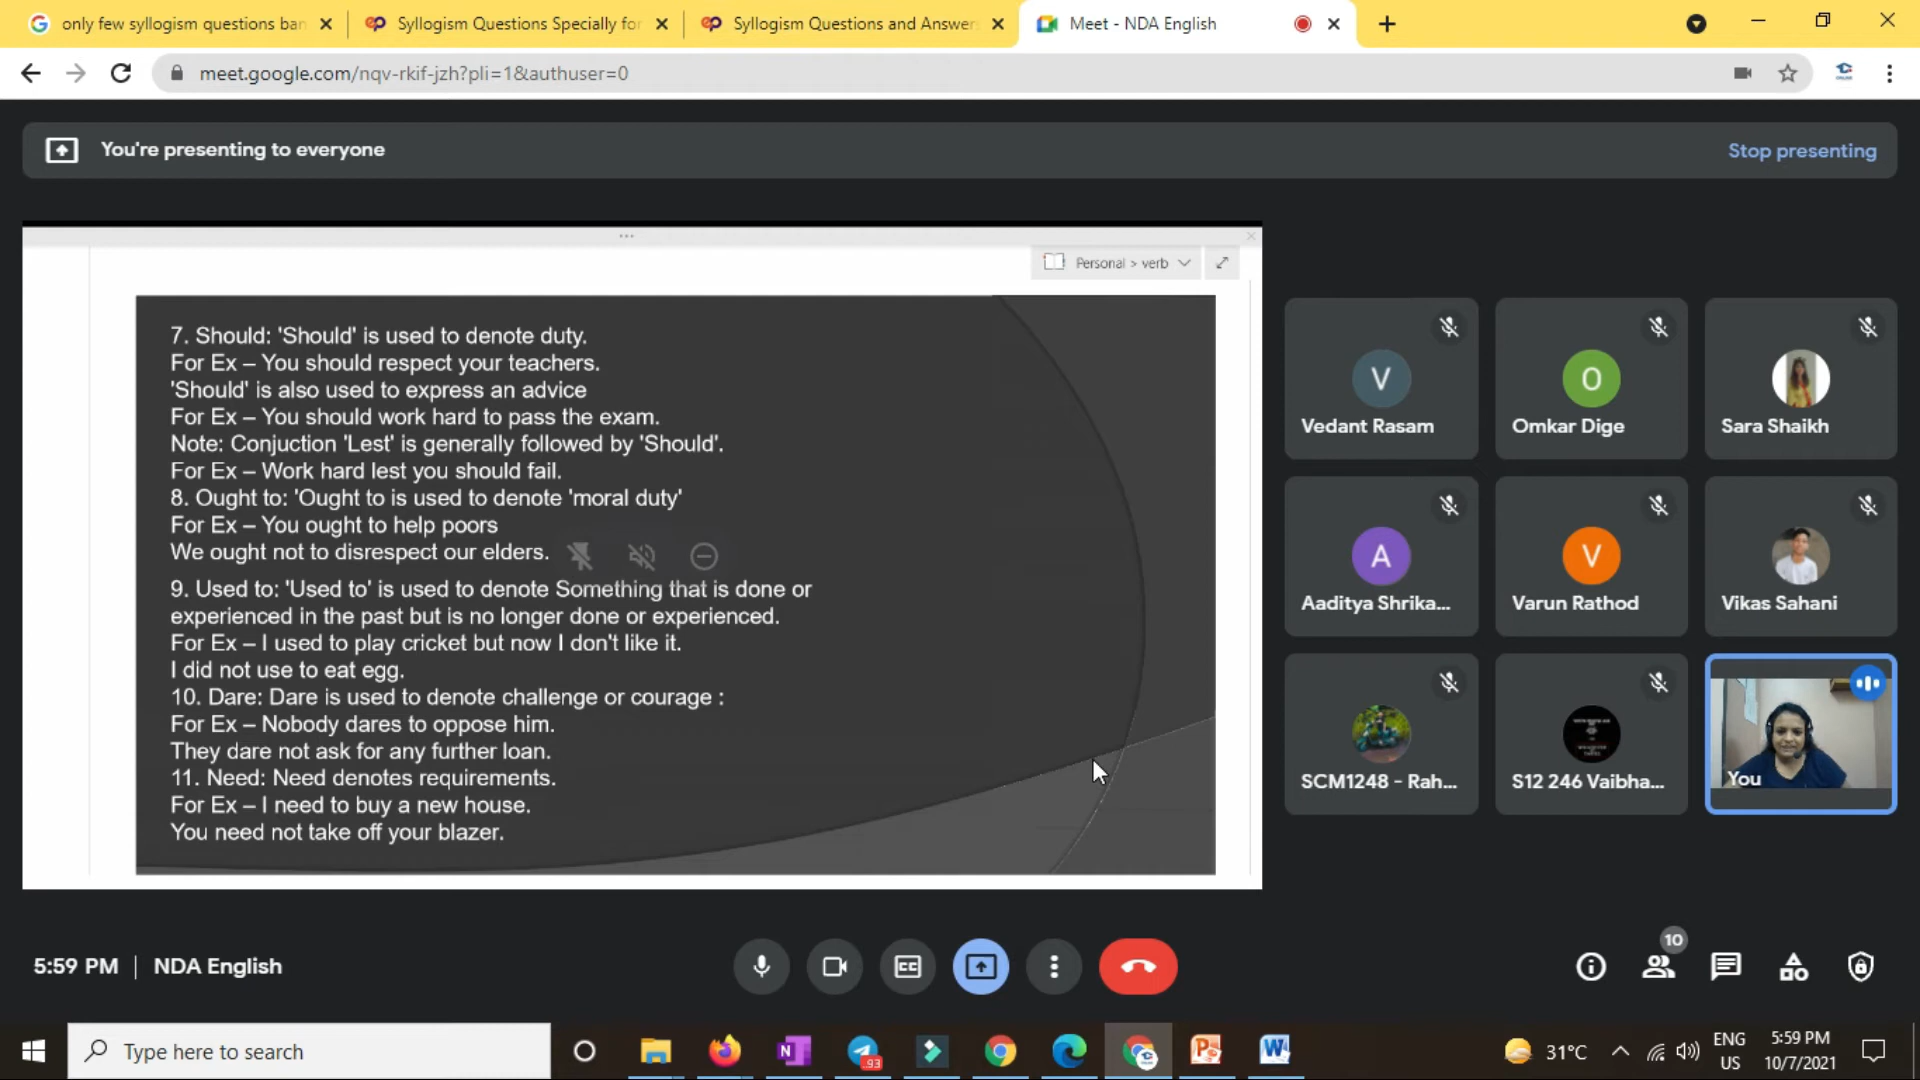 only few syllogism questions ban
Syllogism Questions Specially for
Syllogism Questions and Answer
Meet - NDA English
meet.google.com/nqv-rkif-jzh?pli=1&authuser=0
You're presenting to everyone
Stop presenting
Personal > verb
7. Should: 'Should' is used to denote duty.
For Ex – You should respect your teachers.
'Should' is also used to express an advice
For Ex – You should work hard to pass the exam.
Note: Conjuction 'Lest' is generally followed by 'Should'.
For Ex – Work hard lest you should fail.
8. Ought to: 'Ought to is used to denote 'moral duty'
For Ex – You ought to help poors
We ought not to disrespect our elders.
9. Used to: 'Used to' is used to denote Something that is done or
experienced in the past but is no longer done or experienced.
For Ex – I used to play cricket but now I don't like it.
I did not use to eat egg.
10. Dare: Dare is used to denote challenge or courage :
For Ex – Nobody dares to oppose him.
They dare not ask for any further loan.
11. Need: Need denotes requirements.
For Ex – I need to buy a new house.
You need not take off your blazer.
V
Vedant Rasam
O
Omkar Dige
Sara Shaikh
A
Aaditya Shrika...
V
Varun Rathod
Vikas Sahani
SCM1248 - Rah...
S12 246 Vaibha...
You
5:59 PM | NDA English
CC
10
Type here to search
93
31°C
ENG
US
5:59 PM
10/7/2021